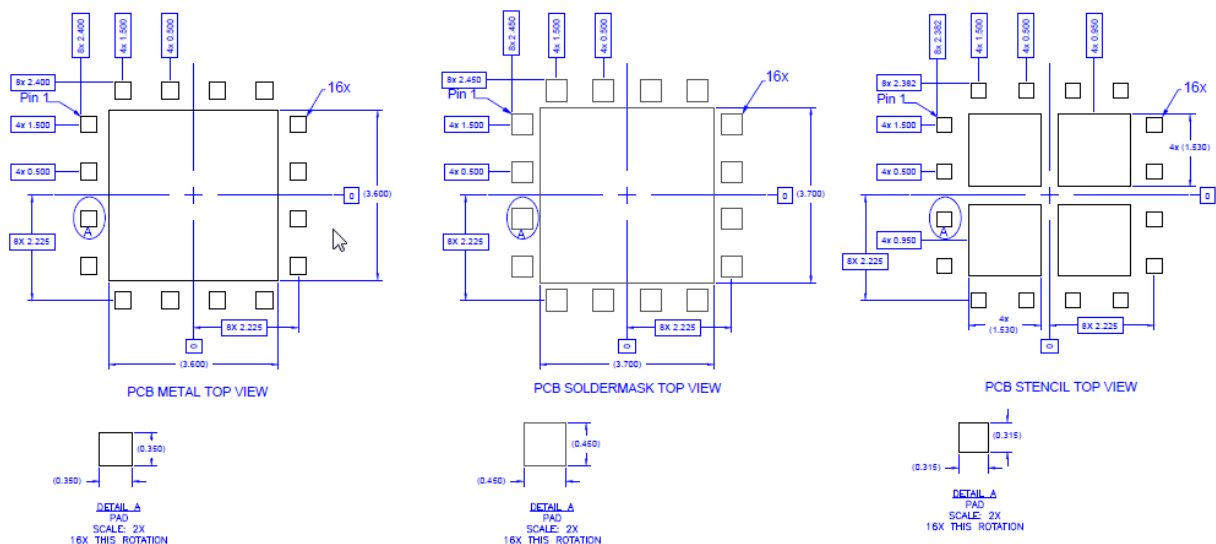 8x 2.400
4x 1.500
4x 0.500
8x 2.400
Pin 1
16x
4x 1.500
4x 0.500
0
(3.600)
A
8X 2.225
8X 2.225
0
(3.600)
PCB METAL TOP VIEW
(0.350)
(0.350)
DETAIL A
PAD
SCALE: 2X
16X THIS ROTATION
8x 2.450
4x 1.500
4x 0.500
8x 2.450
Pin 1
16x
4x 1.500
4x 0.500
0
(3.700)
A
8X 2.225
8X 2.225
0
(3.700)
PCB SOLDERMASK TOP VIEW
(0.450)
(0.450)
DETAIL A
PAD
SCALE: 2X
16X THIS ROTATION
8x 2.382
4x 1.500
4x 0.500
4x 0.950
8x 2.382
Pin 1
16x
4x 1.500
4x (1.530)
4x 0.500
0
A
4x 0.950
8X 2.225
4x
(1.530)
8X 2.225
0
PCB STENCIL TOP VIEW
(0.315)
(0.315)
DETAIL A
PAD
SCALE: 2X
16X THIS ROTATION